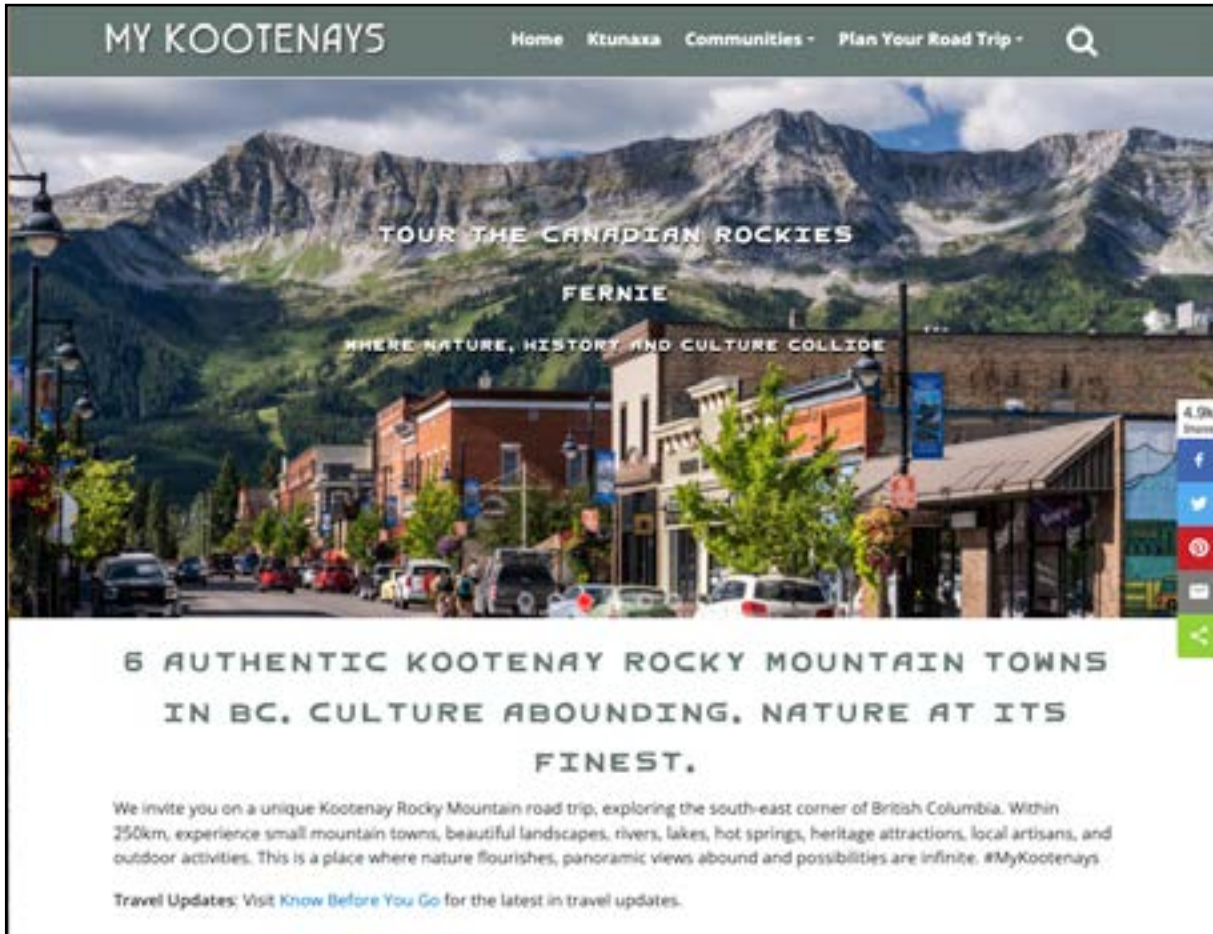 MY KOOTENAYS
Home Ktunaxa Communities Plan Your Road Trip
TOUR THE CANADIAN ROCKIES
FERNIE
WHERE NATURE, HISTORY AND CULTURE COLLIDE
6 AUTHENTIC KOOTENAY ROCKY MOUNTAIN TOWNS
IN BC. CULTURE ABOUNDING. NATURE AT ITS
FINEST.
We invite you on a unique Kootenay Rocky Mountain road trip, exploring the south-east corner of British Columbia. Within
250km, experience small mountain towns, beautiful landscapes, rivers, lakes, hot springs, heritage attractions, local artisans, and
outdoor activities. This is a place where nature flourishes, panoramic views abound and possibilities are infinite. #MyKootenays
Travel Updates: Visit Know Before You Go for the latest in travel updates.